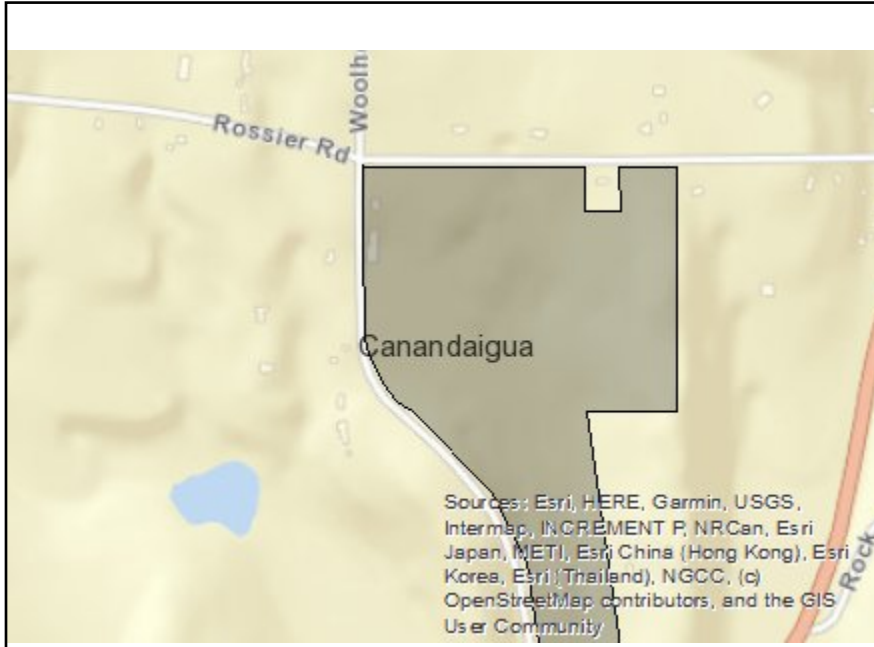 Woolh
Rossier Rd
Canandaigua
Sources: Esri, HERE, Garmin, USGS,
Intermap, INCREMENT P, NRCan, Esri
Japan, METI, Esri China (Hong Kong), Esri
Korea, Esri (Thailand), NGCC, (c)
OpenStreetMap contributors, and the GIS
User Community
Rock